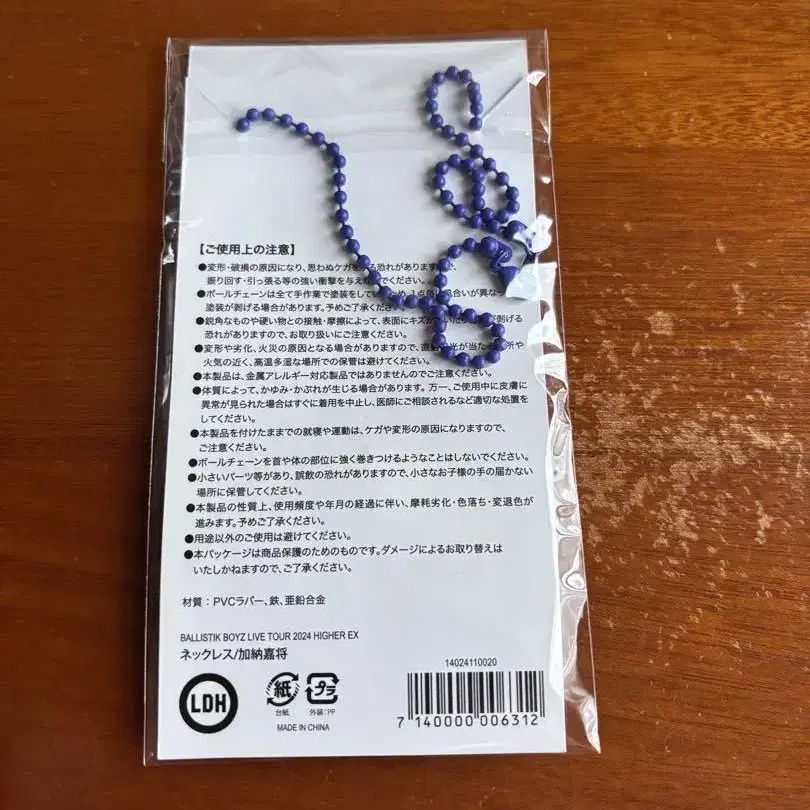 【ご使用上の注意】
●変形・破損の原因になり、思わぬケガをする恐れがありますので、
振り回す・引っ張る等の強い衝撃を与え でください。
●ボールチェーンは全て手作業で塗装をしているため、1点毎に風合いが異なっ
塗装が剥げる場合があります。予めご了承ください。
●鋭角なものや硬い物との接触・摩擦によって、表面にキズが 剥げる
恐れがありますので、お取り扱いにご注意ください。
●変形や劣化、火災の原因となる場合がありますので、直射日光が当たる場所や
火気の近く、高温多湿な場所での保管は避けてください。
●本製品は、金属アレルギー対応製品ではありませんのでご注意ください。
●体質によって、かゆみ・かぶれが生じる場合があります。万一、ご使用中に皮膚に
異常が見られた場合はすぐに着用を中止し、医師にご相談されるなど適切な処置を
してください。
●本製品を付けたままでの就寝や運動は、ケガや変形の原因になりますので、
ご注意ください。
●ボールチェーンを首や体の部位に強く巻きつけるようなことはしないでください。
●小さいパーツ等があり、誤飲の恐れがありますので、小さなお子様の手の届かない
場所に保管してください。
●本製品の性質上、使用頻度や年月の経過に伴い、摩耗劣化・色落ち・変退色が
進みます。予めご了承ください。
●用途以外のご使用は避けてください。
●本パッケージは商品保護のためのものです。ダメージによるお取り替えは
いたしかねますので、ご了承ください。
材質：PVCラバー、鉄、亜鉛合金
BALLISTIK BOYZ LIVE TOUR 2024 HIGHER EX
ネックレス/加納嘉将
14024110020
LDH
紙
プラ
台紙
外装：PP
MADE IN CHINA
7 140000 006312